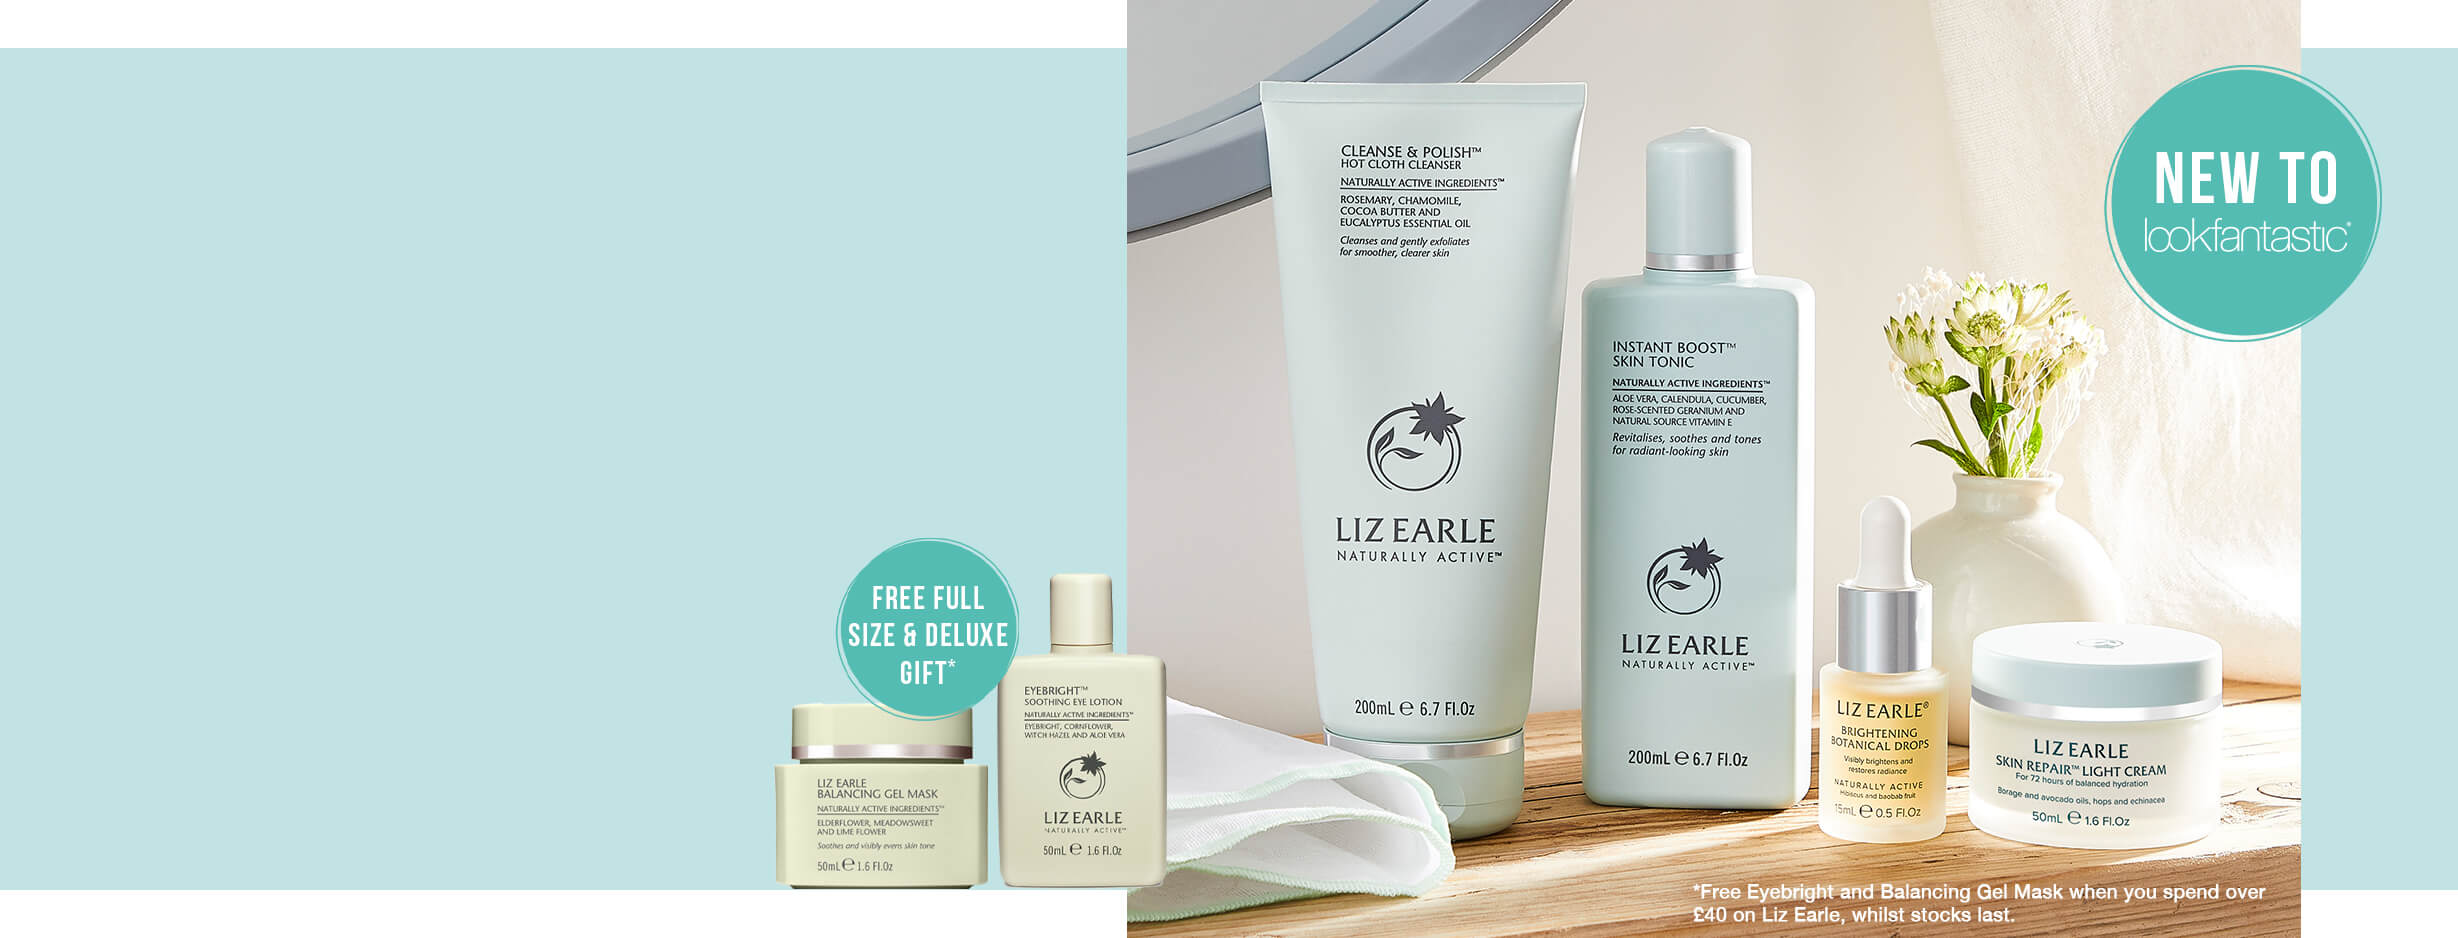 FREE FULL
SIZE & DELUXE
GIFT*
LIZ EARLE
BALANCING GEL MASK
NATURALLY ACTIVE INGREDIENTS™
ELDERFLOWER, MEADOWSWEET
AND LIME FLOWER
Soothes and visibly evens skin tone
50mL e 1.6 Fl.Oz
EYEBRIGHT™
SOOTHING EYE LOTION
NATURALLY ACTIVE INGREDIENTS™
EYEBRIGHT, CORNFLOWER,
WITCH HAZEL AND ALOE VERA
LIZ EARLE
NATURALLY ACTIVE™
50mL e 1.6 Fl.Oz
CLEANSE & POLISH™
HOT CLOTH CLEANSER
NATURALLY ACTIVE INGREDIENTS™
ROSEMARY, CHAMOMILE,
COCOA BUTTER AND
EUCALYPTUS ESSENTIAL OIL
Cleanses and gently exfoliates
for smoother, clearer skin
LIZ EARLE
NATURALLY ACTIVE™
200mL e 6.7 Fl.Oz
INSTANT BOOST™
SKIN TONIC
NATURALLY ACTIVE INGREDIENTS™
ALOE VERA, CALENDULA, CUCUMBER,
ROSE-SCENTED GERANIUM AND
NATURAL SOURCE VITAMIN E
Revitalises, soothes and tones
for radiant-looking skin
LIZ EARLE
NATURALLY ACTIVE™
200mL e 6.7 Fl.Oz
LIZ EARLE®
BRIGHTENING
BOTANICAL DROPS
Visibly brightens and
restores radiance
NATURALLY ACTIVE
Hibiscus and baobab fruit
15mL e 0.5 Fl.Oz
LIZ EARLE
SKIN REPAIR™ LIGHT CREAM
For 72 hours of balanced hydration
Borage and avocado oils, hops and echinacea
50mL e 1.6 Fl.Oz
NEW TO
lookfantastic*
*Free Eyebright and Balancing Gel Mask when you spend over
£40 on Liz Earle, whilst stocks last.